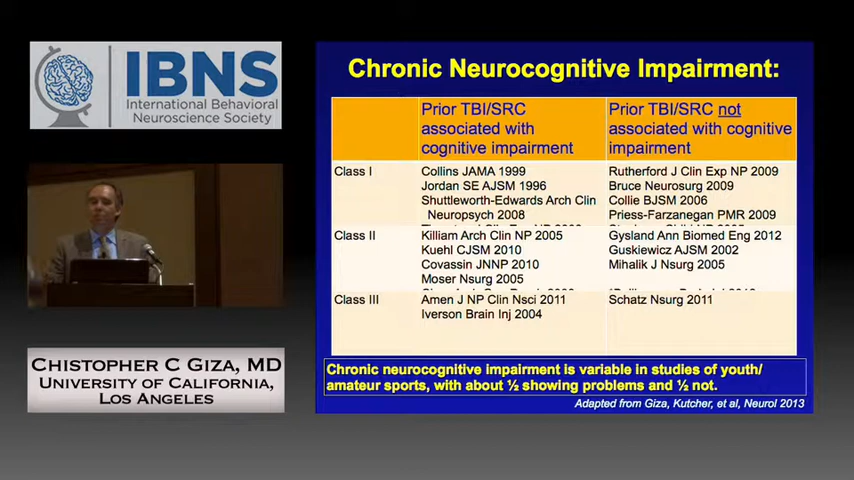 IBNS
International Behavioral
Neuroscience Society
CHISTOPHER C GIZA, MD
UNIVERSITY OF CALIFORNIA,
LOS ANGELES
Chronic Neurocognitive Impairment:
Prior TBI/SRC
associated with
cognitive impairment
Prior TBI/SRC not
associated with cognitive
impairment
Class I
Collins JAMA 1999
Jordan SE AJSM 1996
Shuttleworth-Edwards Arch Clin
Neuropsych 2008
Rutherford J Clin Exp NP 2009
Bruce Neurosurg 2009
Collie BJSM 2006
Priess-Farzanegan PMR 2009
Class II
Killiam Arch Clin NP 2005
Kuehl CJSM 2010
Covassin JNNP 2010
Moser Nsurg 2005
Gysland Ann Biomed Eng 2012
Guskiewicz AJSM 2002
Mihalik J Nsurg 2005
Class III
Amen J NP Clin Nsci 2011
Iverson Brain Inj 2004
Schatz Nsurg 2011
Chronic neurocognitive impairment is variable in studies of youth/
amateur sports, with about ½ showing problems and ½ not.
Adapted from Giza, Kutcher, et al, Neurol 2013